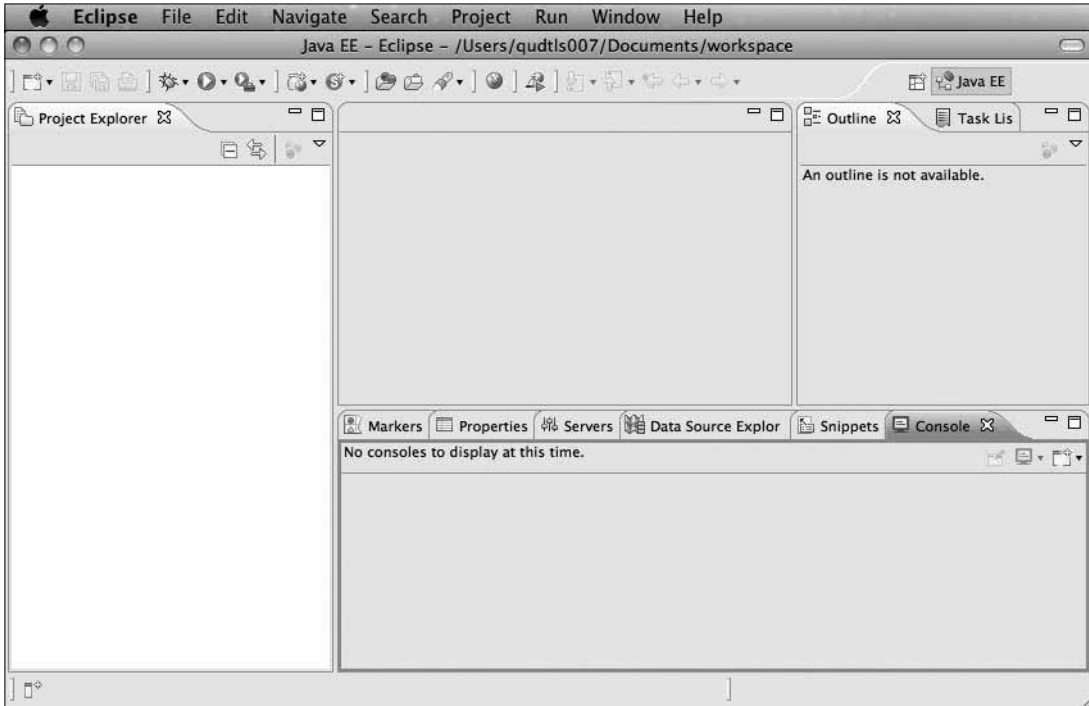 Eclipse File Edit Navigate Search Project Run Window Help
Java EE – Eclipse – /Users/qudtls007/Documents/workspace
Java EE
Project Explorer
Outline Task Lis
An outline is not available.
Markers Properties Servers Data Source Explor Snippets Console
No consoles to display at this time.